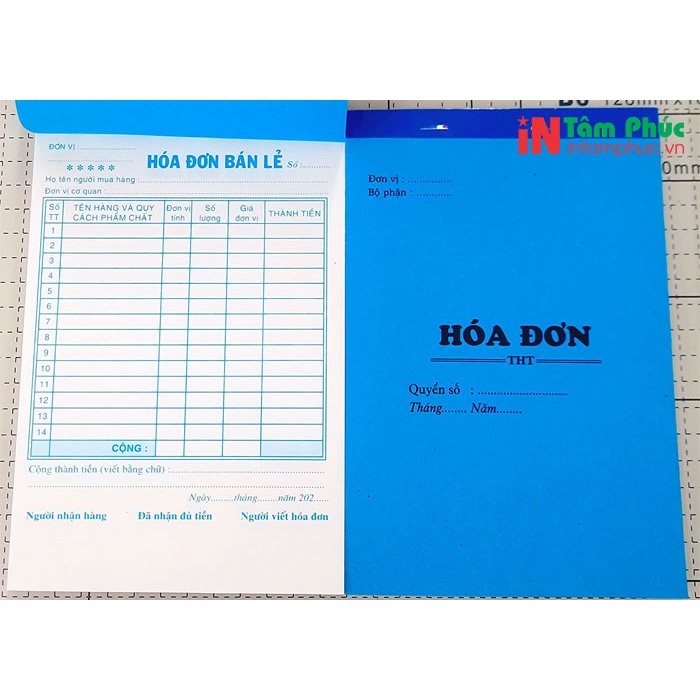 ĐƠN VỊ ....................
★★★★★
HÓA ĐƠN BÁN LẺ Số :..........
Họ tên người mua hàng :..........
Đơn vị cơ quan :..........
Số TT
TÊN HÀNG VÀ QUY CÁCH PHẨM CHẤT
Đơn vị tính
Số lượng
Giá đơn vị
THÀNH TIỀN
1
2
3
4
5
6
7
8
9
10
11
12
13
14
CỘNG :
Cộng thành tiền (viết bằng chữ) :..........
Ngày........tháng........năm 202......
Người nhận hàng Đã nhận đủ tiền Người viết hóa đơn
iN Tâm Phúc
intamphuc.vn
Đơn vị : ..............
Bộ phận : ............
HÓA ĐƠN
THT
Quyển số : ............................
Tháng........ Năm........